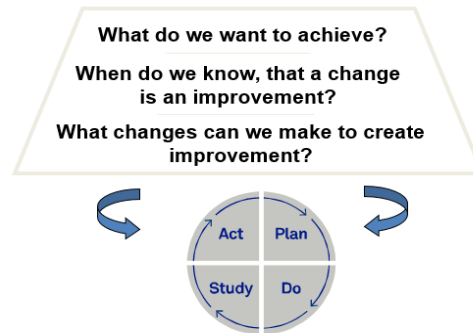 What do we want to achieve?
When do we know, that a change
is an improvement?
What changes can we make to create
improvement?
Act
Plan
Study
Do